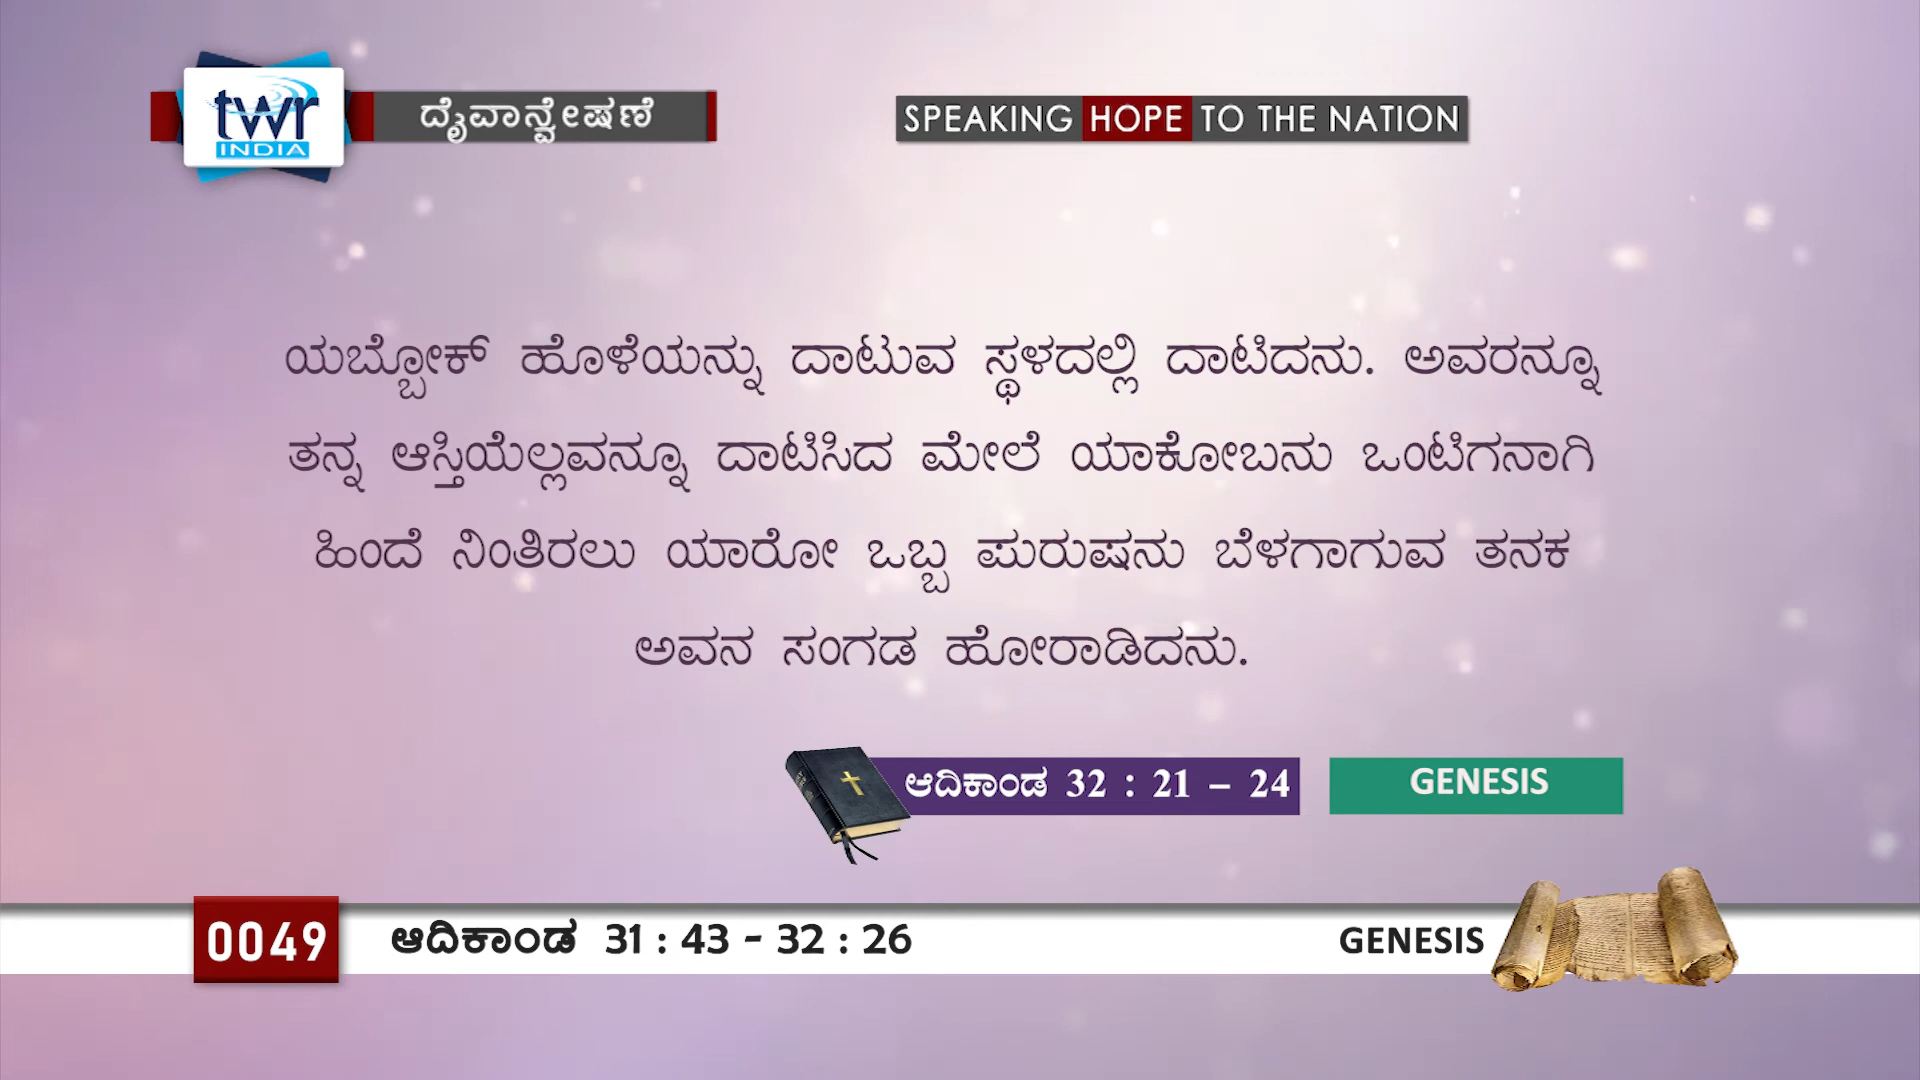 twr
INDIA
ದೈವಾನ್ವೇಷಣೆ
SPEAKING HOPE TO THE NATION
ಯಬ್ಬೋಕ್ ಹೊಳೆಯನ್ನು ದಾಟುವ ಸ್ಥಳದಲ್ಲಿ ದಾಟಿದನು. ಅವರನ್ನೂ
ತನ್ನ ಆಸ್ತಿಯೆಲ್ಲವನ್ನೂ ದಾಟಿಸಿದ ಮೇಲೆ ಯಾಕೋಬನು ಒಂಟಿಗನಾಗಿ
ಹಿಂದೆ ನಿಂತಿರಲು ಯಾರೋ ಒಬ್ಬ ಪುರುಷನು ಬೆಳಗಾಗುವ ತನಕ
ಅವನ ಸಂಗಡ ಹೋರಾಡಿದನು.
ಆದಿಕಾಂಡ 32 : 21 – 24
GENESIS
0049
ಆದಿಕಾಂಡ 31 : 43 - 32 : 26
GENESIS